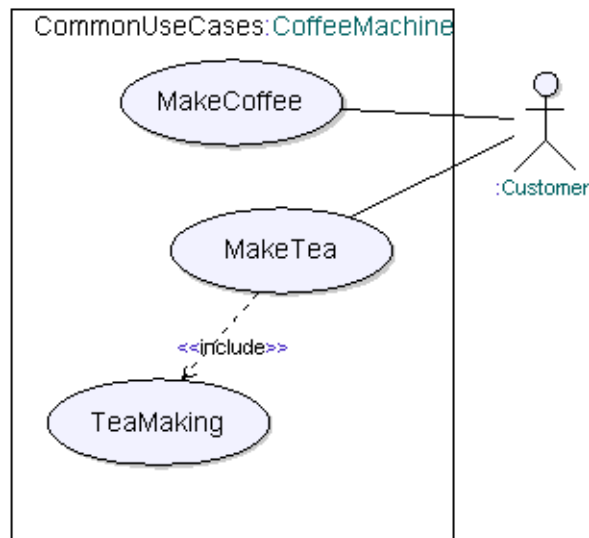 CommonUseCases:CoffeeMachine
MakeCoffee
:Customer
MakeTea
<<include>>
TeaMaking